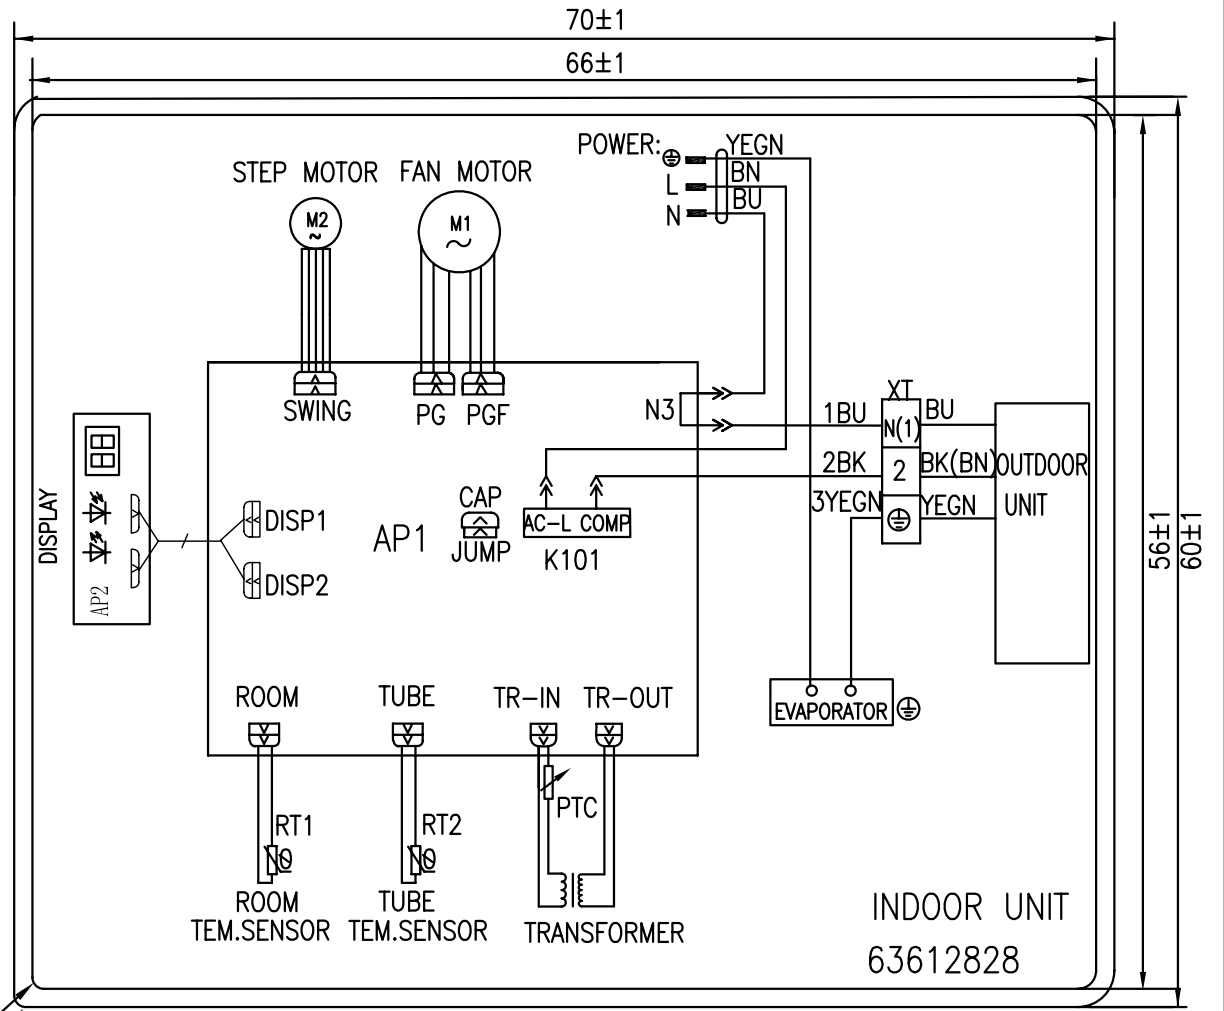 70±1
66±1
POWER:
YEGN
L
BN
N
BU
STEP MOTOR
FAN MOTOR
M2
~
M1
~
SWING
PG
PGF
N3
XT
1BU
N(1)
BU
2BK
2
BK(BN)
OUTDOOR
UNIT
3YEGN
YEGN
DISPLAY
AP2
DISP1
DISP2
AP1
CAP
JUMP
AC-L COMP
K101
56±1
60±1
ROOM
TUBE
TR-IN
TR-OUT
EVAPORATOR
PTC
RT1
RT2
ROOM
TEM.SENSOR
TUBE
TEM.SENSOR
TRANSFORMER
INDOOR UNIT
63612828